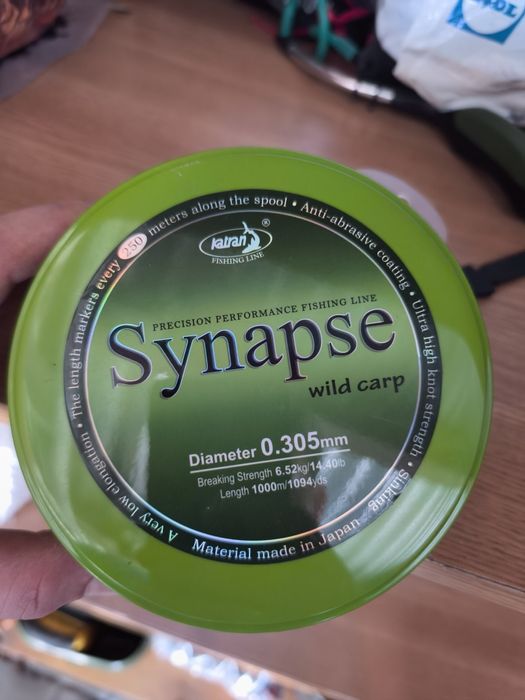 katran®
FISHING LINE
PRECISION PERFORMANCE FISHING LINE
Synapse
wild carp
Diameter 0.305mm
Breaking Strength 6.52kg/14.40lb
Length 1000m/1094yds
A very low elongation • The length markers every 250 meters along the spool • Anti-abrasive coating • Ultra high knot strength • Sinking
Material made in Japan